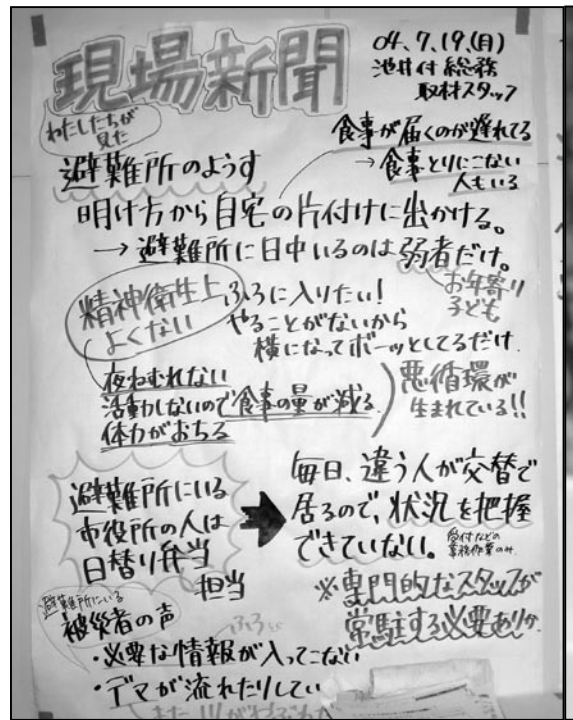 現場新聞
04.7.19.(月)
池井付総務
取材スタッフ
わたしたちが
見た
避難所のようす
食事が届くのが遅れてる
→食事とりにこない
人もいる
明け方から自宅の片付けに出かける。
→避難所に日中いるのは弱者だけ。
お年寄り
子ども
精神衛生上
よくない
ふろに入りたい!
やることがないから
横になってボーッとしてるだけ.
夜ねむれない
活動しないので食事の量が減る
体力がおちる
悪循環が
生まれている!!
避難所にいる
市役所の人は
日替り弁当
担当
毎日、違う人が交替で
居るので、状況を把握
できていない。
受付などの
業務作業のみ.
※専門的なスタッフが
常駐する必要ありか.
避難所にいる
被災者の声
・必要な情報が入ってこない
・デマが流れたりしてい